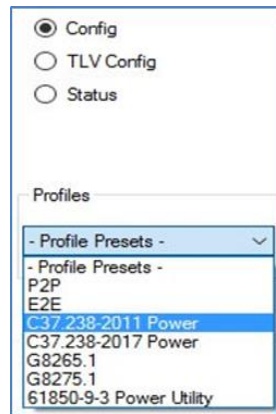 Config
TLV Config
Status
Profiles
- Profile Presets -
- Profile Presets -
P2P
E2E
C37.238-2011 Power
C37.238-2017 Power
G8265.1
G8275.1
61850-9-3 Power Utility